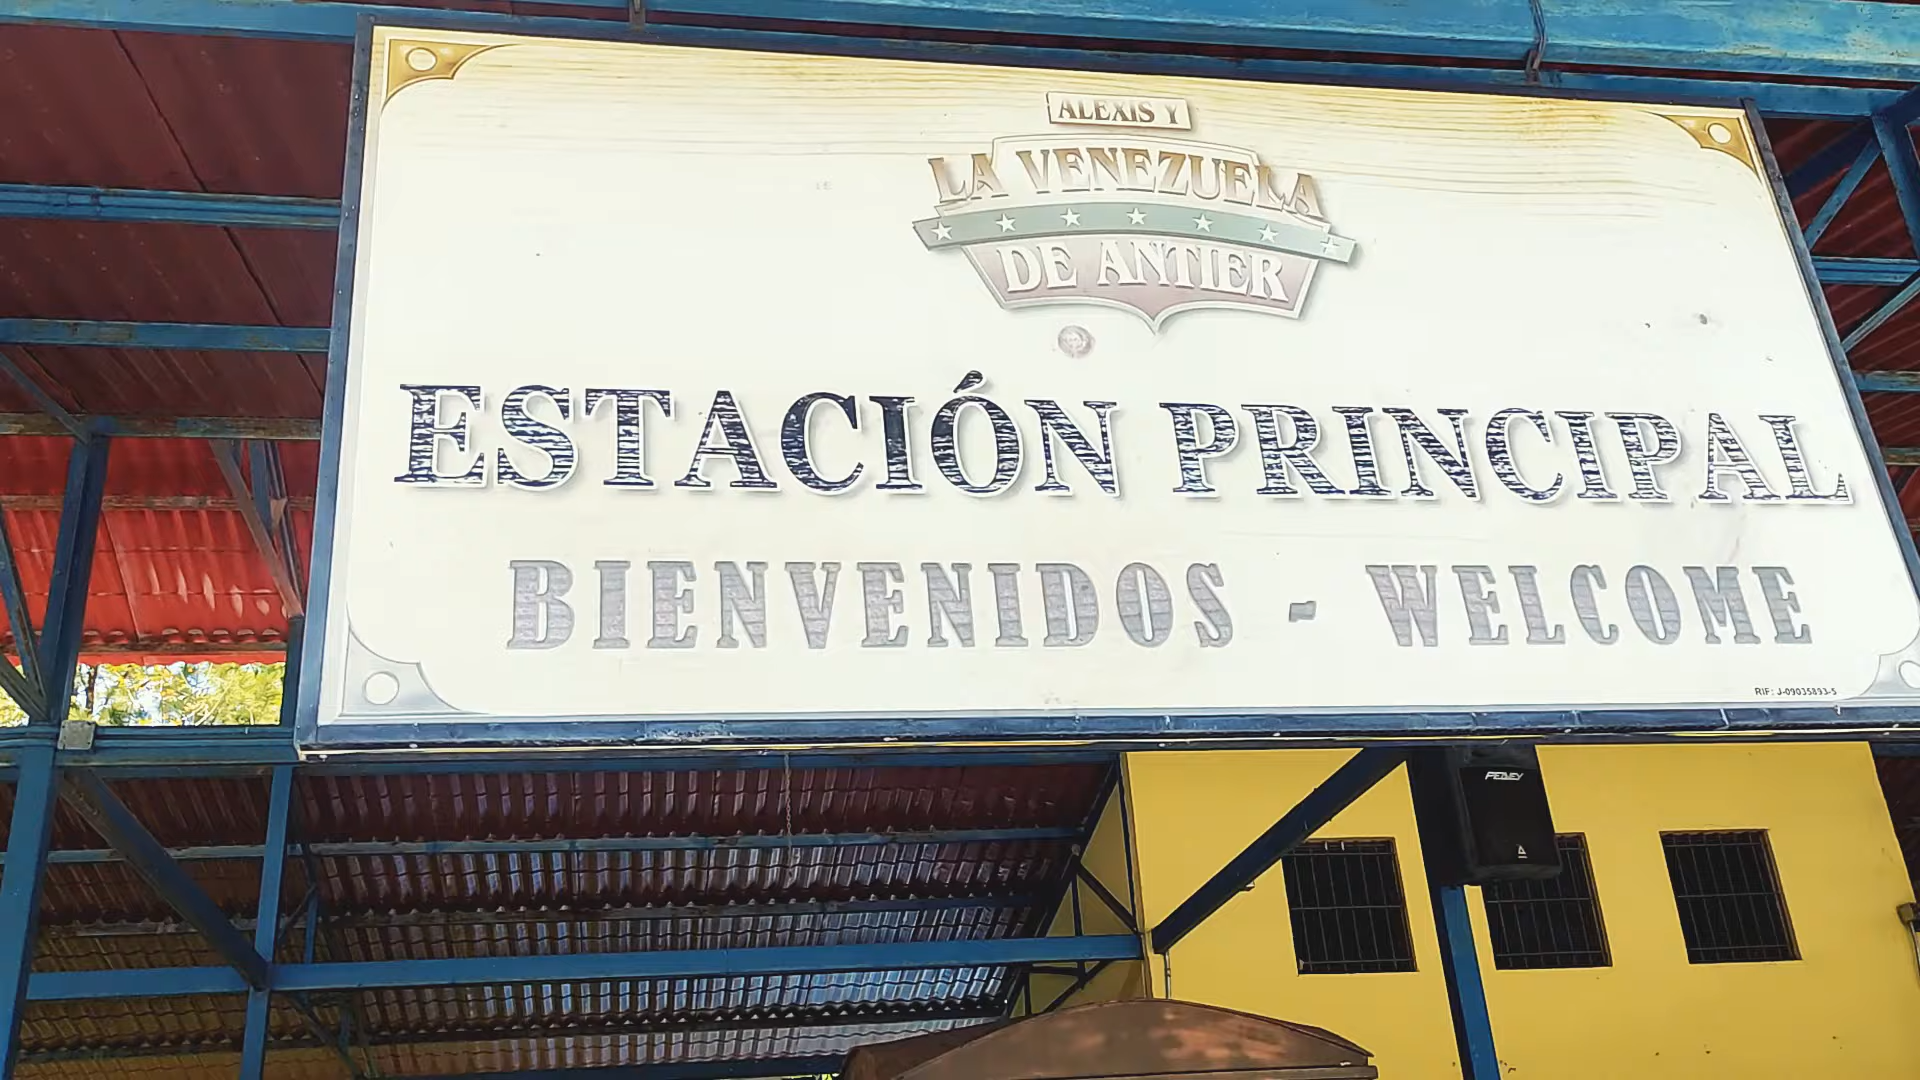 ALEXIS Y
LA VENEZUELA
DE ANTIER
ESTACIÓN PRINCIPAL
BIENVENIDOS - WELCOME
RIF: J-09035893-5
PEAVEY